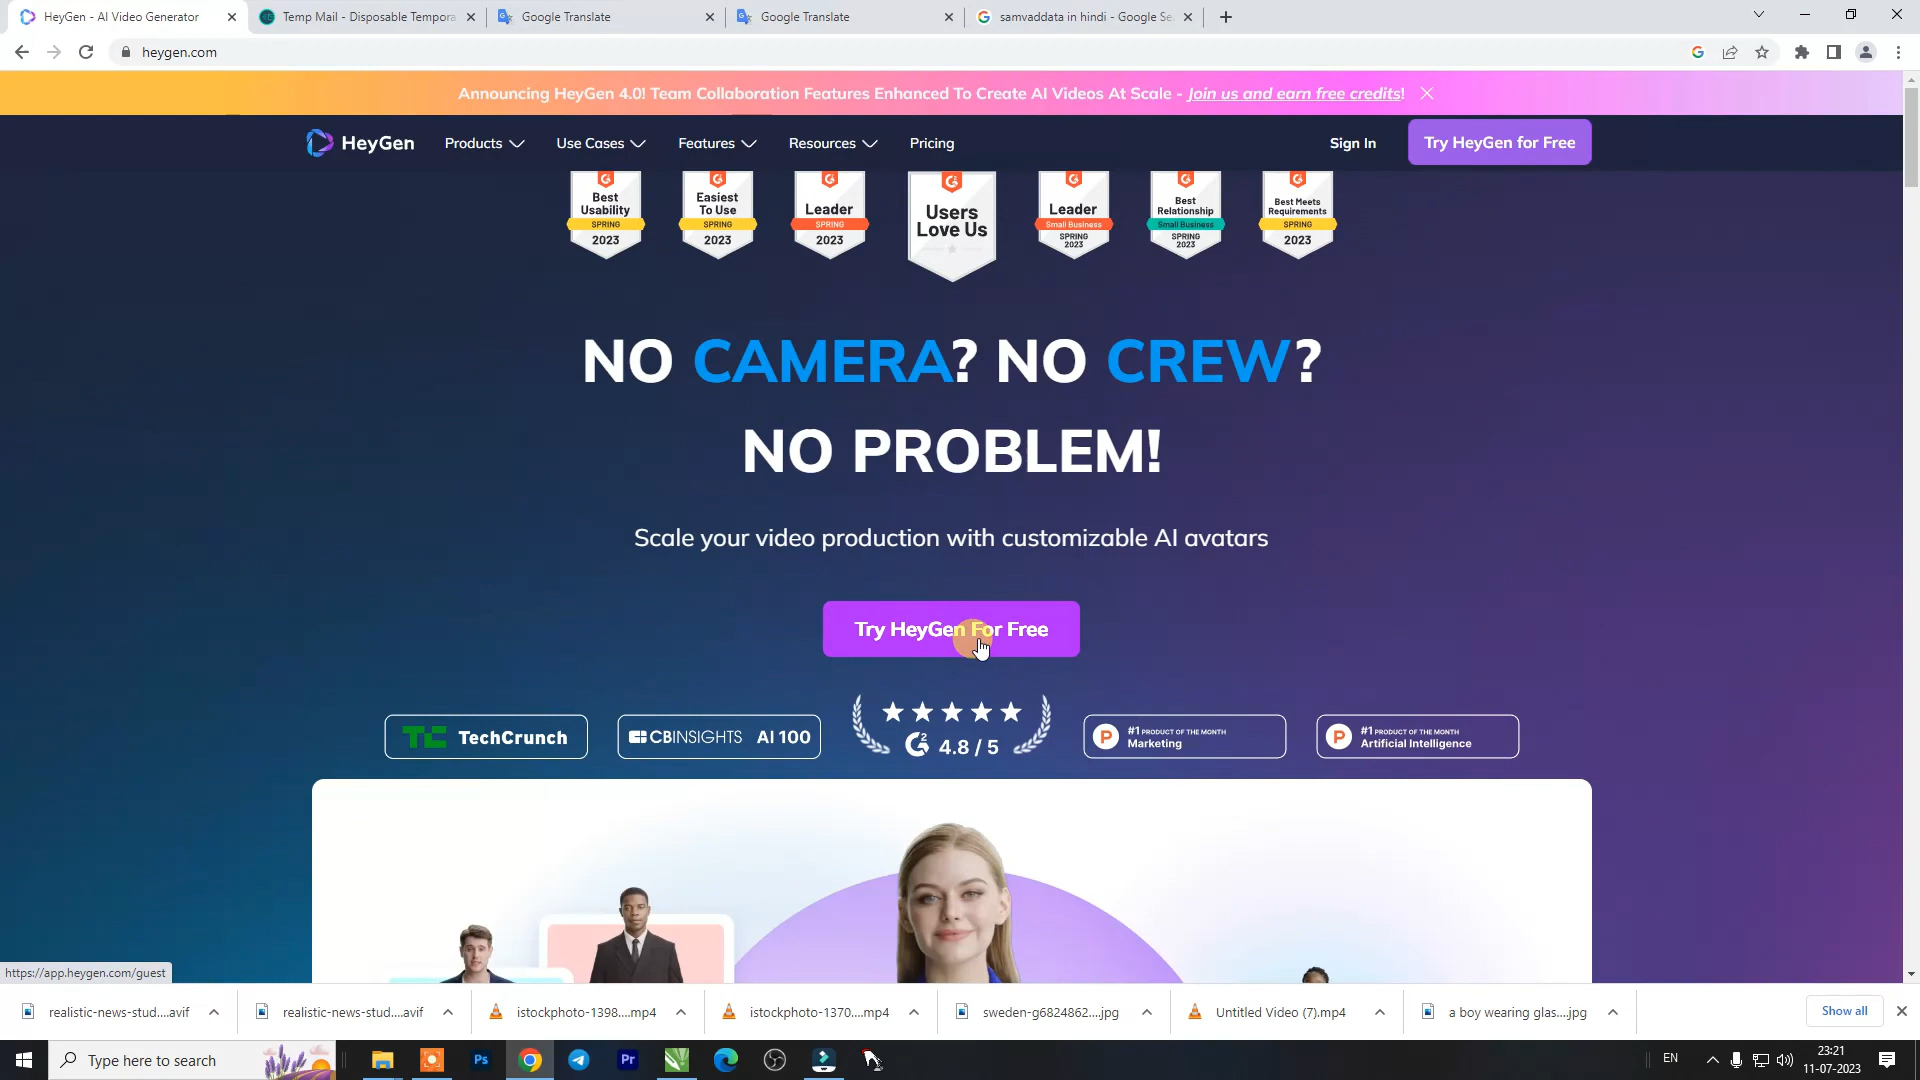 HeyGen - AI Video Generator
Temp Mail - Disposable Tempora
Google Translate
Google Translate
samvaddata in hindi - Google Se
heygen.com
Announcing HeyGen 4.0! Team Collaboration Features Enhanced To Create AI Videos At Scale - Join us and earn free credits!
HeyGen
Products
Use Cases
Features
Resources
Pricing
Sign In
Try HeyGen for Free
Best
Usability
SPRING
2023
Easiest
To Use
SPRING
2023
Leader
SPRING
2023
Users
Love Us
Leader
Small Business
SPRING
2023
Best
Relationship
Small Business
SPRING
2023
Best Meets
Requirements
SPRING
2023
NO CAMERA? NO CREW?
NO PROBLEM!
Scale your video production with customizable AI avatars
Try HeyGen For Free
TC TechCrunch
CBINSIGHTS AI 100
G2 4.8 / 5
P #1 PRODUCT OF THE MONTH
Marketing
P #1 PRODUCT OF THE MONTH
Artificial Intelligence
https://app.heygen.com/guest
realistic-news-stud....avif
realistic-news-stud....avif
istockphoto-1398....mp4
istockphoto-1370....mp4
sweden-g6824862....jpg
Untitled Video (7).mp4
a boy wearing glas....jpg
Show all
Type here to search
Ps
Pr
EN
23:21
11-07-2023